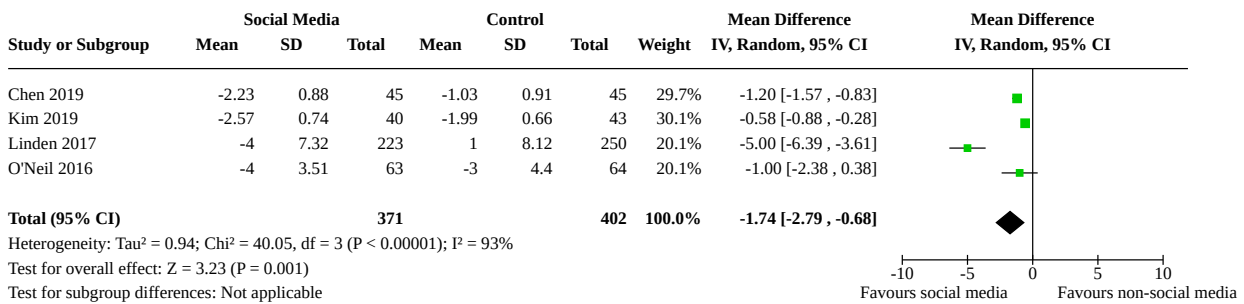 Social Media Control Mean Difference Mean Difference
Study or Subgroup Mean SD Total Mean SD Total Weight IV, Random, 95% CI IV, Random, 95% CI
Chen 2019 -2.23 0.88 45 -1.03 0.91 45 29.7% -1.20 [-1.57 , -0.83]
Kim 2019 -2.57 0.74 40 -1.99 0.66 43 30.1% -0.58 [-0.88 , -0.28]
Linden 2017 -4 7.32 223 1 8.12 250 20.1% -5.00 [-6.39 , -3.61]
O'Neil 2016 -4 3.51 63 -3 4.4 64 20.1% -1.00 [-2.38 , 0.38]
Total (95% CI) 371 402 100.0% -1.74 [-2.79 , -0.68]
Heterogeneity: Tau² = 0.94; Chi² = 40.05, df = 3 (P < 0.00001); I² = 93%
Test for overall effect: Z = 3.23 (P = 0.001) -10 -5 0 5 10
Test for subgroup differences: Not applicable Favours social media Favours non-social media